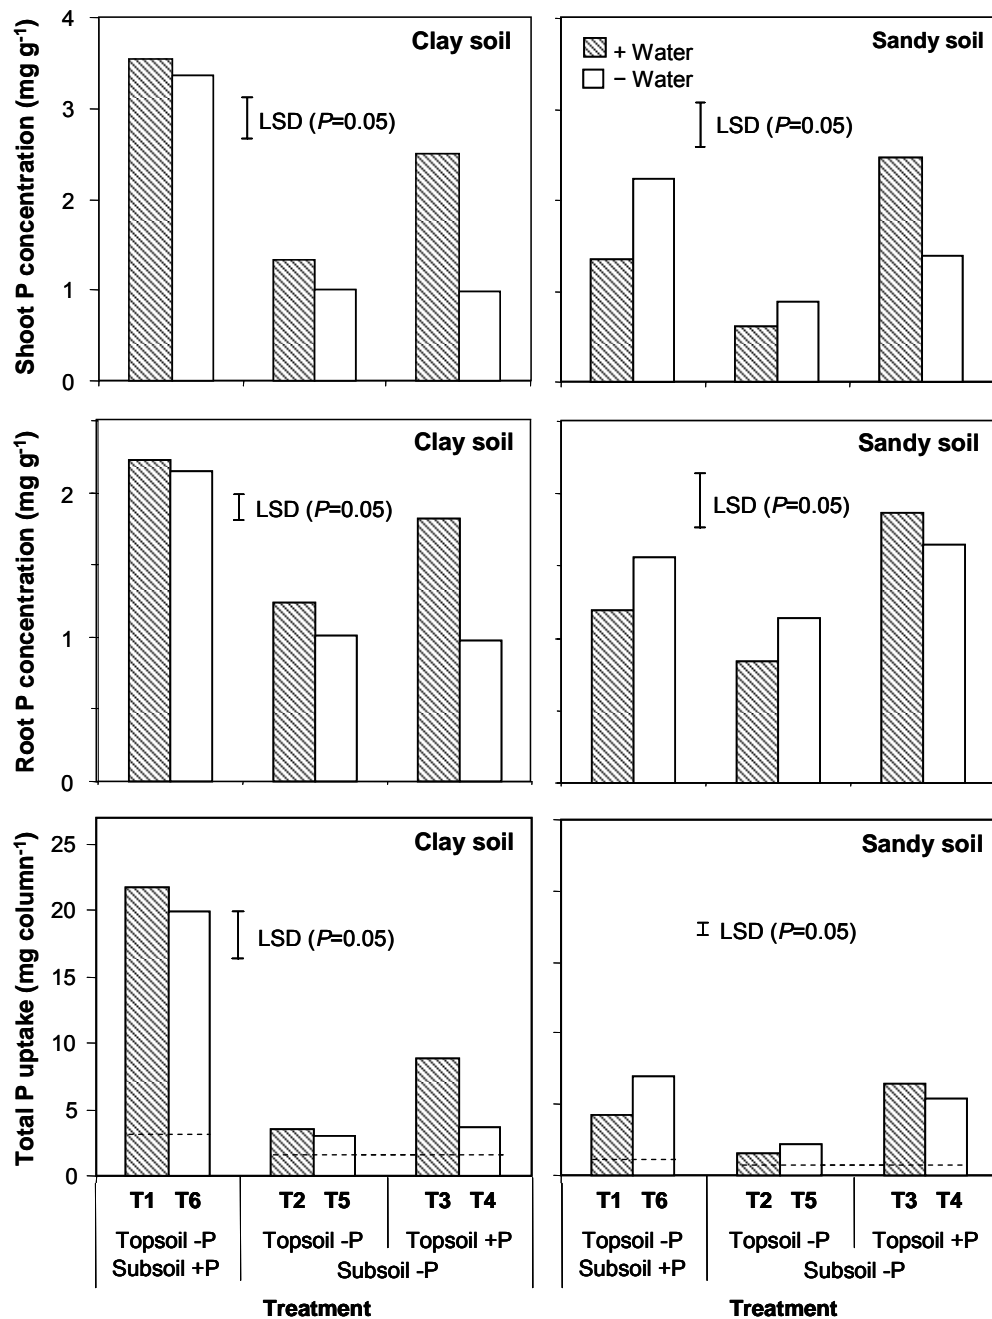 Shoot P concentration (mg g-1)
4
3
2
1
0
Clay soil
LSD (P=0.05)
Sandy soil
+ Water
− Water
LSD (P=0.05)
Root P concentration (mg g-1)
2
1
0
Clay soil
LSD (P=0.05)
Sandy soil
LSD (P=0.05)
Total P uptake (mg column-1)
25
20
15
10
5
0
Clay soil
LSD (P=0.05)
Sandy soil
LSD (P=0.05)
T1 T6 T2 T5 T3 T4
Topsoil -P Topsoil -P Topsoil +P
Subsoil +P Subsoil -P
Treatment
T1 T6 T2 T5 T3 T4
Topsoil -P Topsoil -P Topsoil +P
Subsoil +P Subsoil -P
Treatment